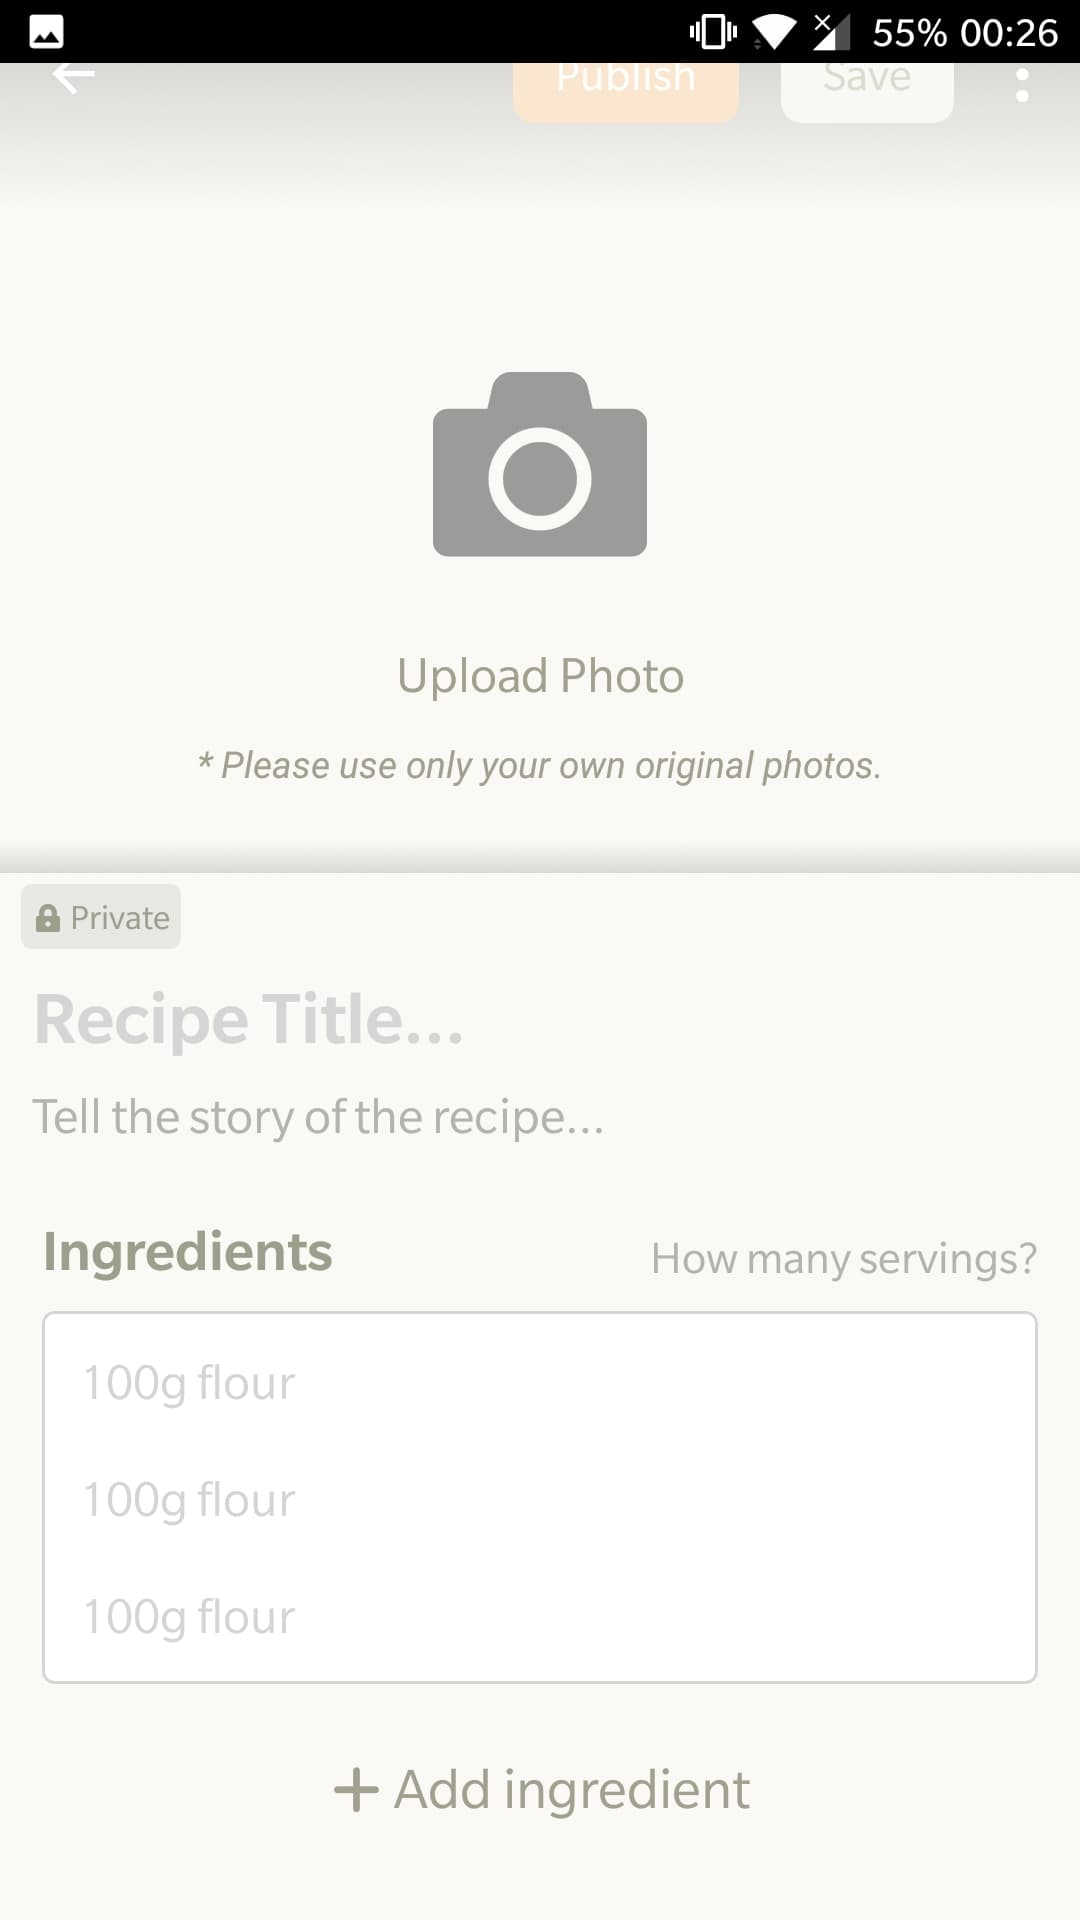 55% 00:26
Publish Save
Upload Photo
* Please use only your own original photos.
Private
Recipe Title...
Tell the story of the recipe...
Ingredients How many servings?
100g flour
100g flour
100g flour
+ Add ingredient